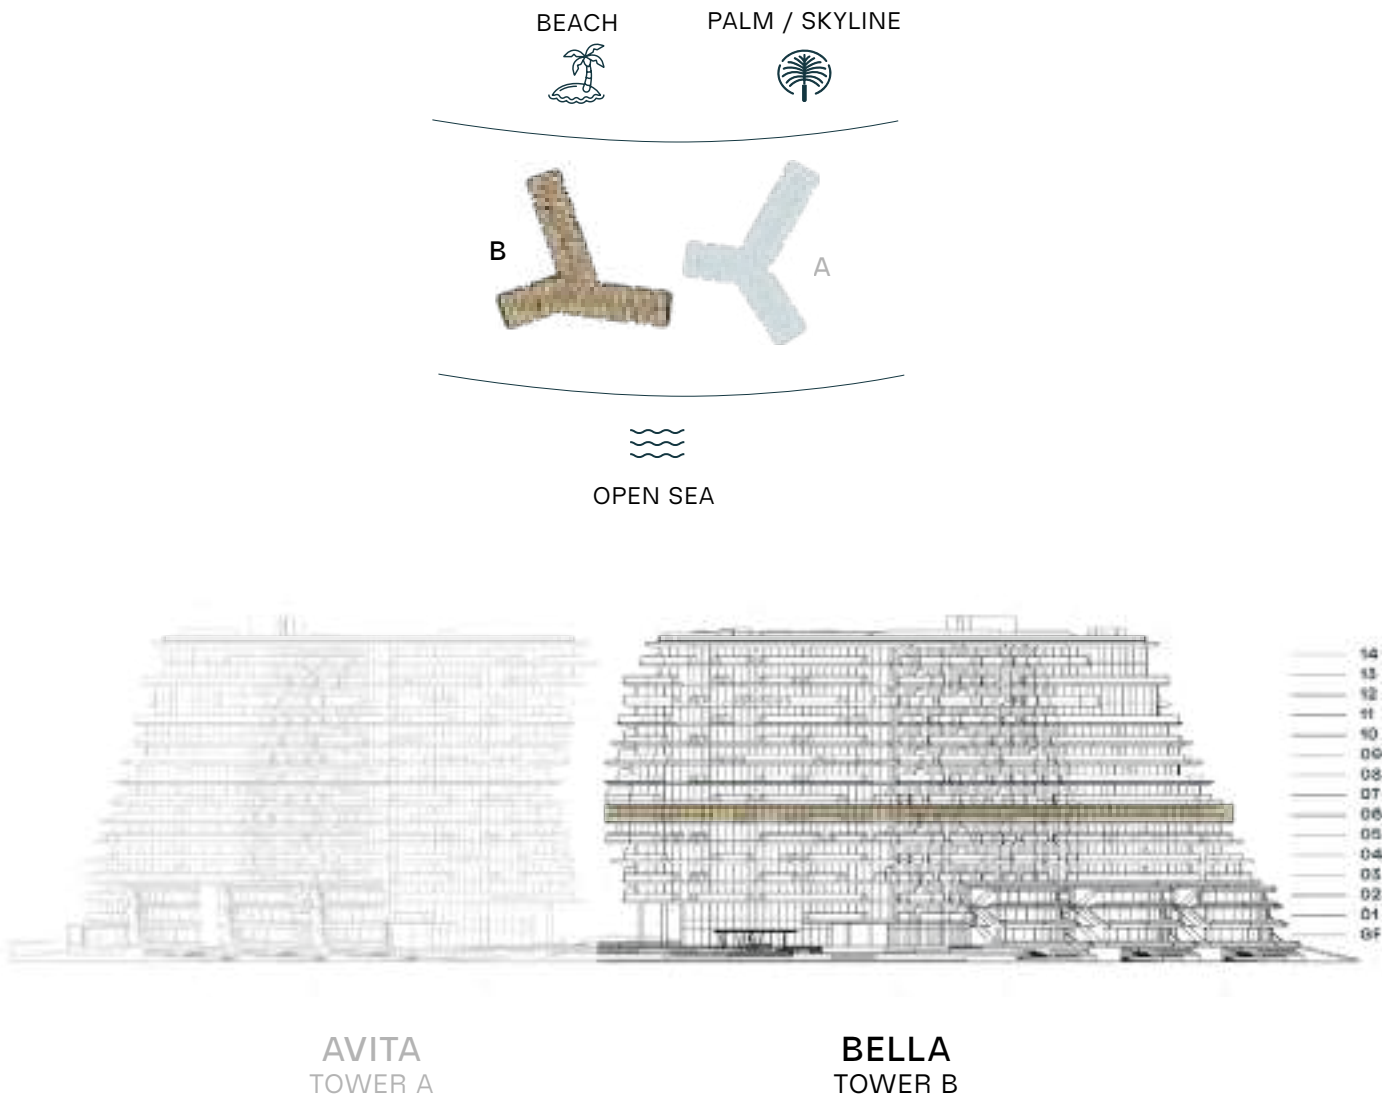 BEACH
PALM / SKYLINE
B
A
OPEN SEA
14
13
12
11
10
09
08
07
06
05
04
03
02
01
GF
AVITA
TOWER A
BELLA
TOWER B